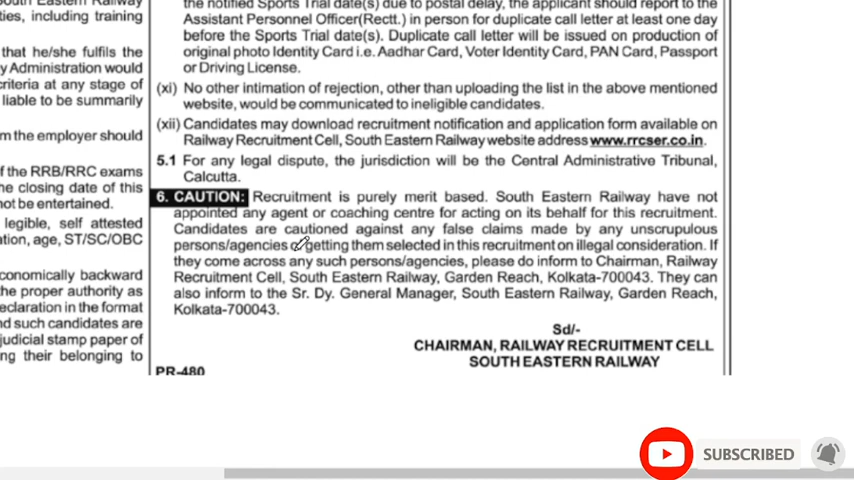 South Eastern Railway
ties, including training
that he/she fulfils the
y Administration would
criteria at any stage of
liable to be summarily
m the employer should
f the RRB/RRC exams
he closing date of this
not be entertained.
legible, self attested
ation, age, ST/SC/OBC
conomically backward
the proper authority as
eclaration in the format
nd such candidates are
judicial stamp paper of
ng their belonging to
the notified Sports Trial date(s) due to postal delay, the applicant should report to the
Assistant Personnel Officer(Rectt.) in person for duplicate call letter at least one day
before the Sports Trial date(s). Duplicate call letter will be issued on production of
original photo Identity Card i.e. Aadhar Card, Voter Identity Card, PAN Card, Passport
or Driving License.
(xi) No other intimation of rejection, other than uploading the list in the above mentioned
website, would be communicated to ineligible candidates.
(xii) Candidates may download recruitment notification and application form available on
Railway Recruitment Cell, South Eastern Railway website address www.rrcser.co.in.
5.1 For any legal dispute, the jurisdiction will be the Central Administrative Tribunal,
Calcutta.
6. CAUTION: Recruitment is purely merit based. South Eastern Railway have not
appointed any agent or coaching centre for acting on its behalf for this recruitment.
Candidates are cautioned against any false claims made by any unscrupulous
persons/agencies getting them selected in this recruitment on illegal consideration. If
they come across any such persons/agencies, please do inform to Chairman, Railway
Recruitment Cell, South Eastern Railway, Garden Reach, Kolkata-700043. They can
also inform to the Sr. Dy. General Manager, South Eastern Railway, Garden Reach,
Kolkata-700043.
Sd/-
CHAIRMAN, RAILWAY RECRUITMENT CELL
SOUTH EASTERN RAILWAY
PR-480
SUBSCRIBED